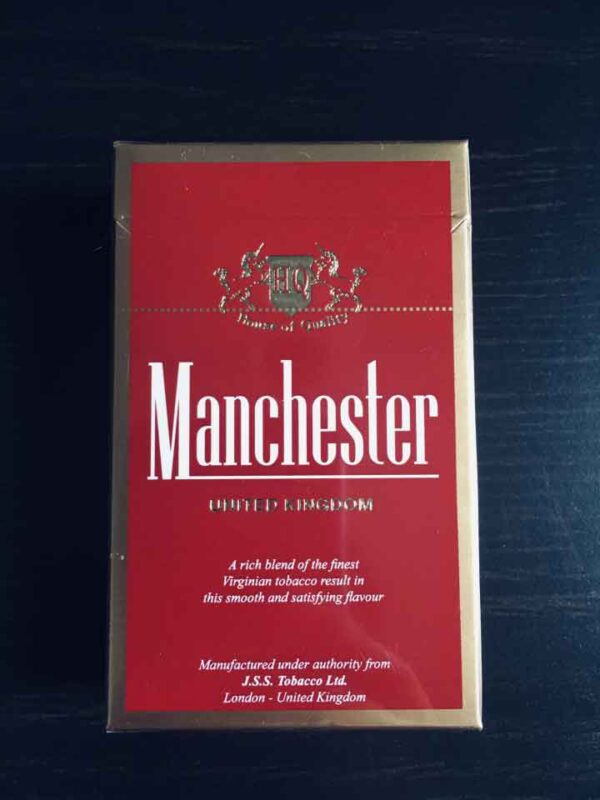 HQ
House of Quality
Manchester
UNITED KINGDOM
A rich blend of the finest
Virginian tobacco result in
this smooth and satisfying flavour
Manufactured under authority from
J.S.S. Tobacco Ltd.
London - United Kingdom